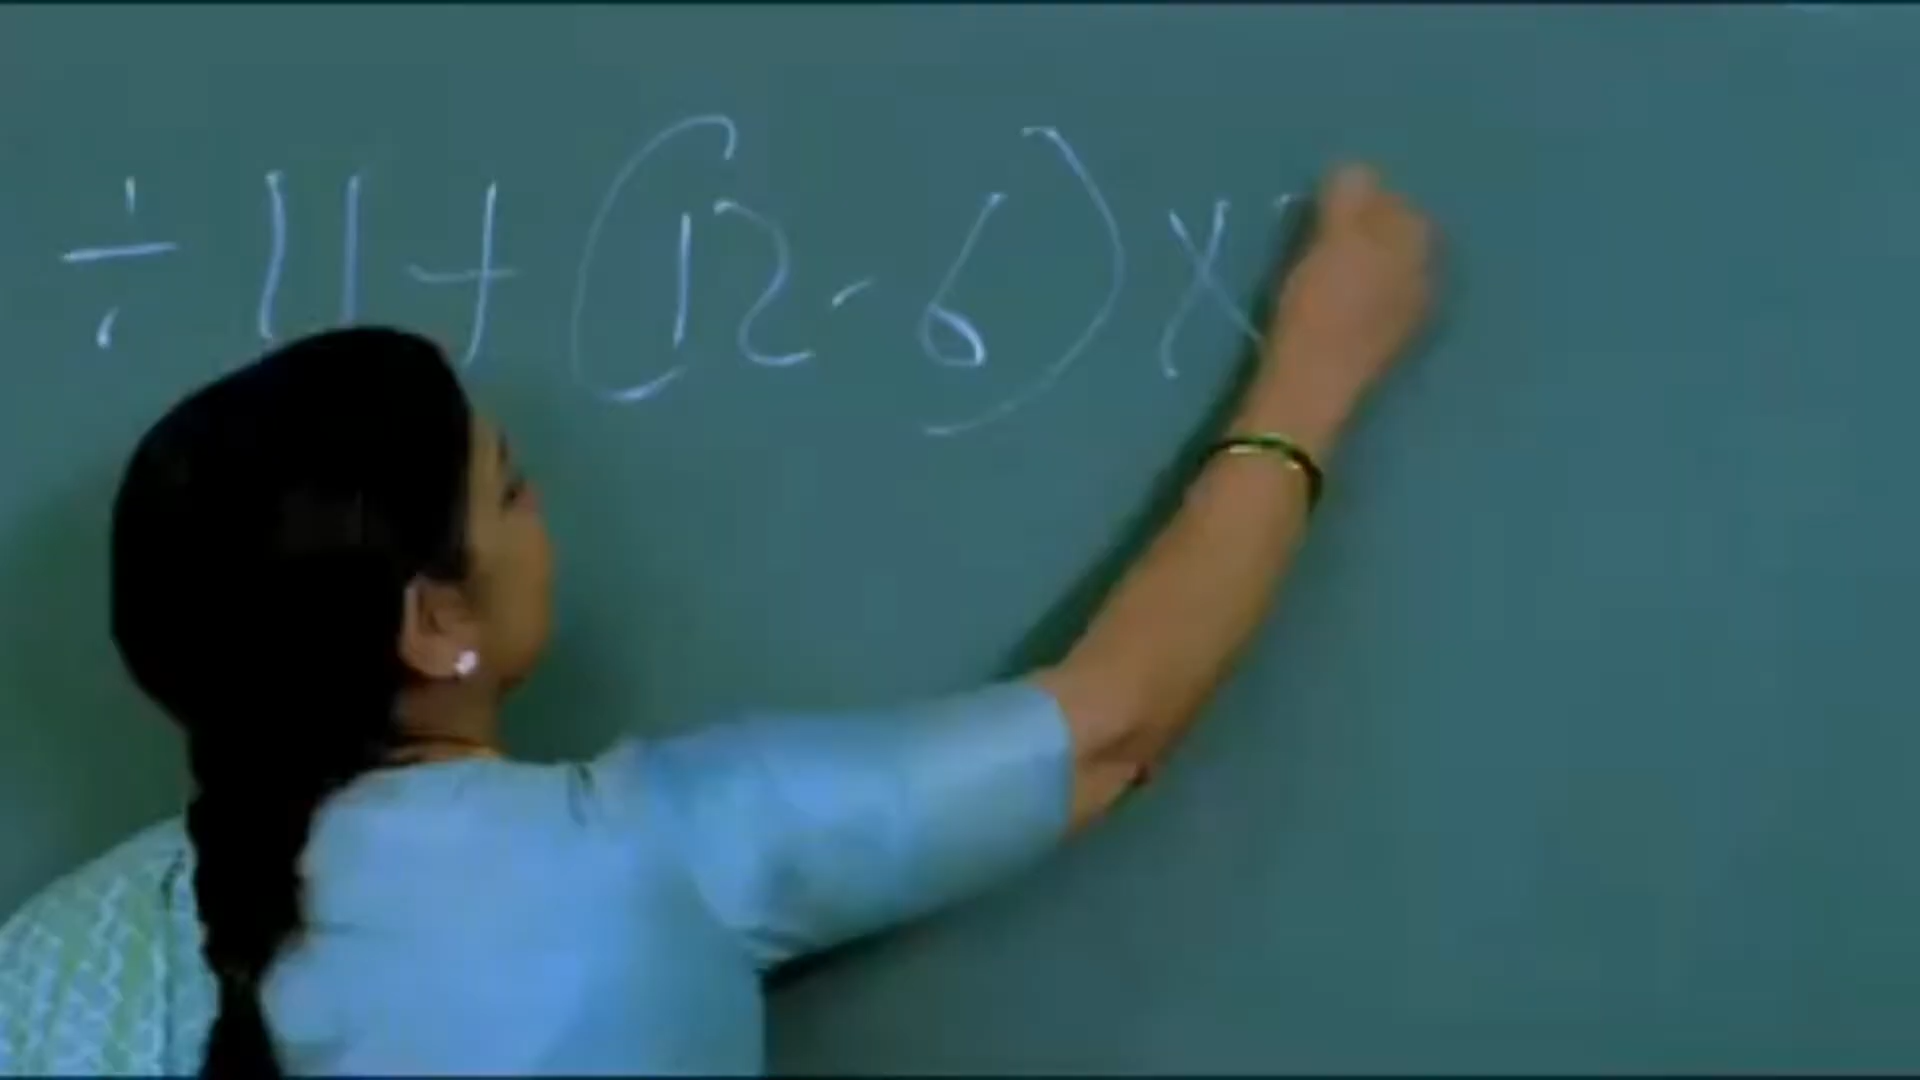 ÷ 11 + (12 - 6) x